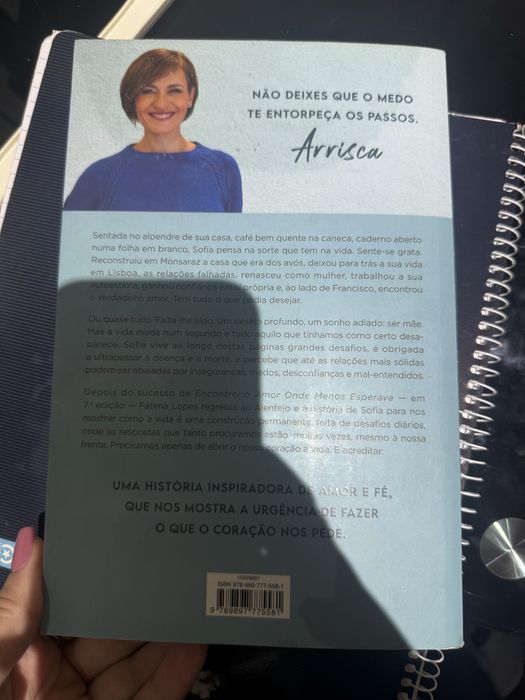 NÃO DEIXES QUE O MEDO
TE ENTORPEÇA OS PASSOS.
Arrisca
Sentada no alpendre de sua casa, café bem quente na caneca, caderno aberto
numa folha em branco, Sofia pensa na sorte que tem na vida. Sente-se grata.
Reconstruiu em Monsaraz a casa que era dos avós, deixou para trás a sua vida
em Lisboa, as relações falhadas, renasceu como mulher, trabalhou a sua
autoestima, ganhou confiança em si própria e, ao lado de Francisco, encontrou
o verdadeiro amor. Tem tudo o que podia desejar.
Ou quase tudo. Falta-lhe algo. Um desejo profundo, um sonho adiado: ser mãe.
Mas a vida muda num segundo e tudo aquilo que tínhamos como certo desa-
parece. Sofia vive ao longo destas páginas grandes desafios, é obrigada
a ultrapassar a doença e a morte, e percebe que até as relações mais sólidas
podem ser abaladas por inseguranças, medos, desconfianças e mal-entendidos.
Depois do sucesso de Encontrei o Amor Onde Menos Esperava — em
7.ª edição — Fátima Lopes regressa ao Alentejo e à história de Sofia para nos
mostrar como a vida é uma construção permanente, feita de desafios diários,
onde as respostas que tanto procuramos estão, muitas vezes, mesmo à nossa
frente. Precisamos apenas de abrir o nosso coração à vida. E acreditar.
UMA HISTÓRIA INSPIRADORA DE AMOR E FÉ,
QUE NOS MOSTRA A URGÊNCIA DE FAZER
O QUE O CORAÇÃO NOS PEDE.
ISBN 978-989-777-558-1
9 789897 775581